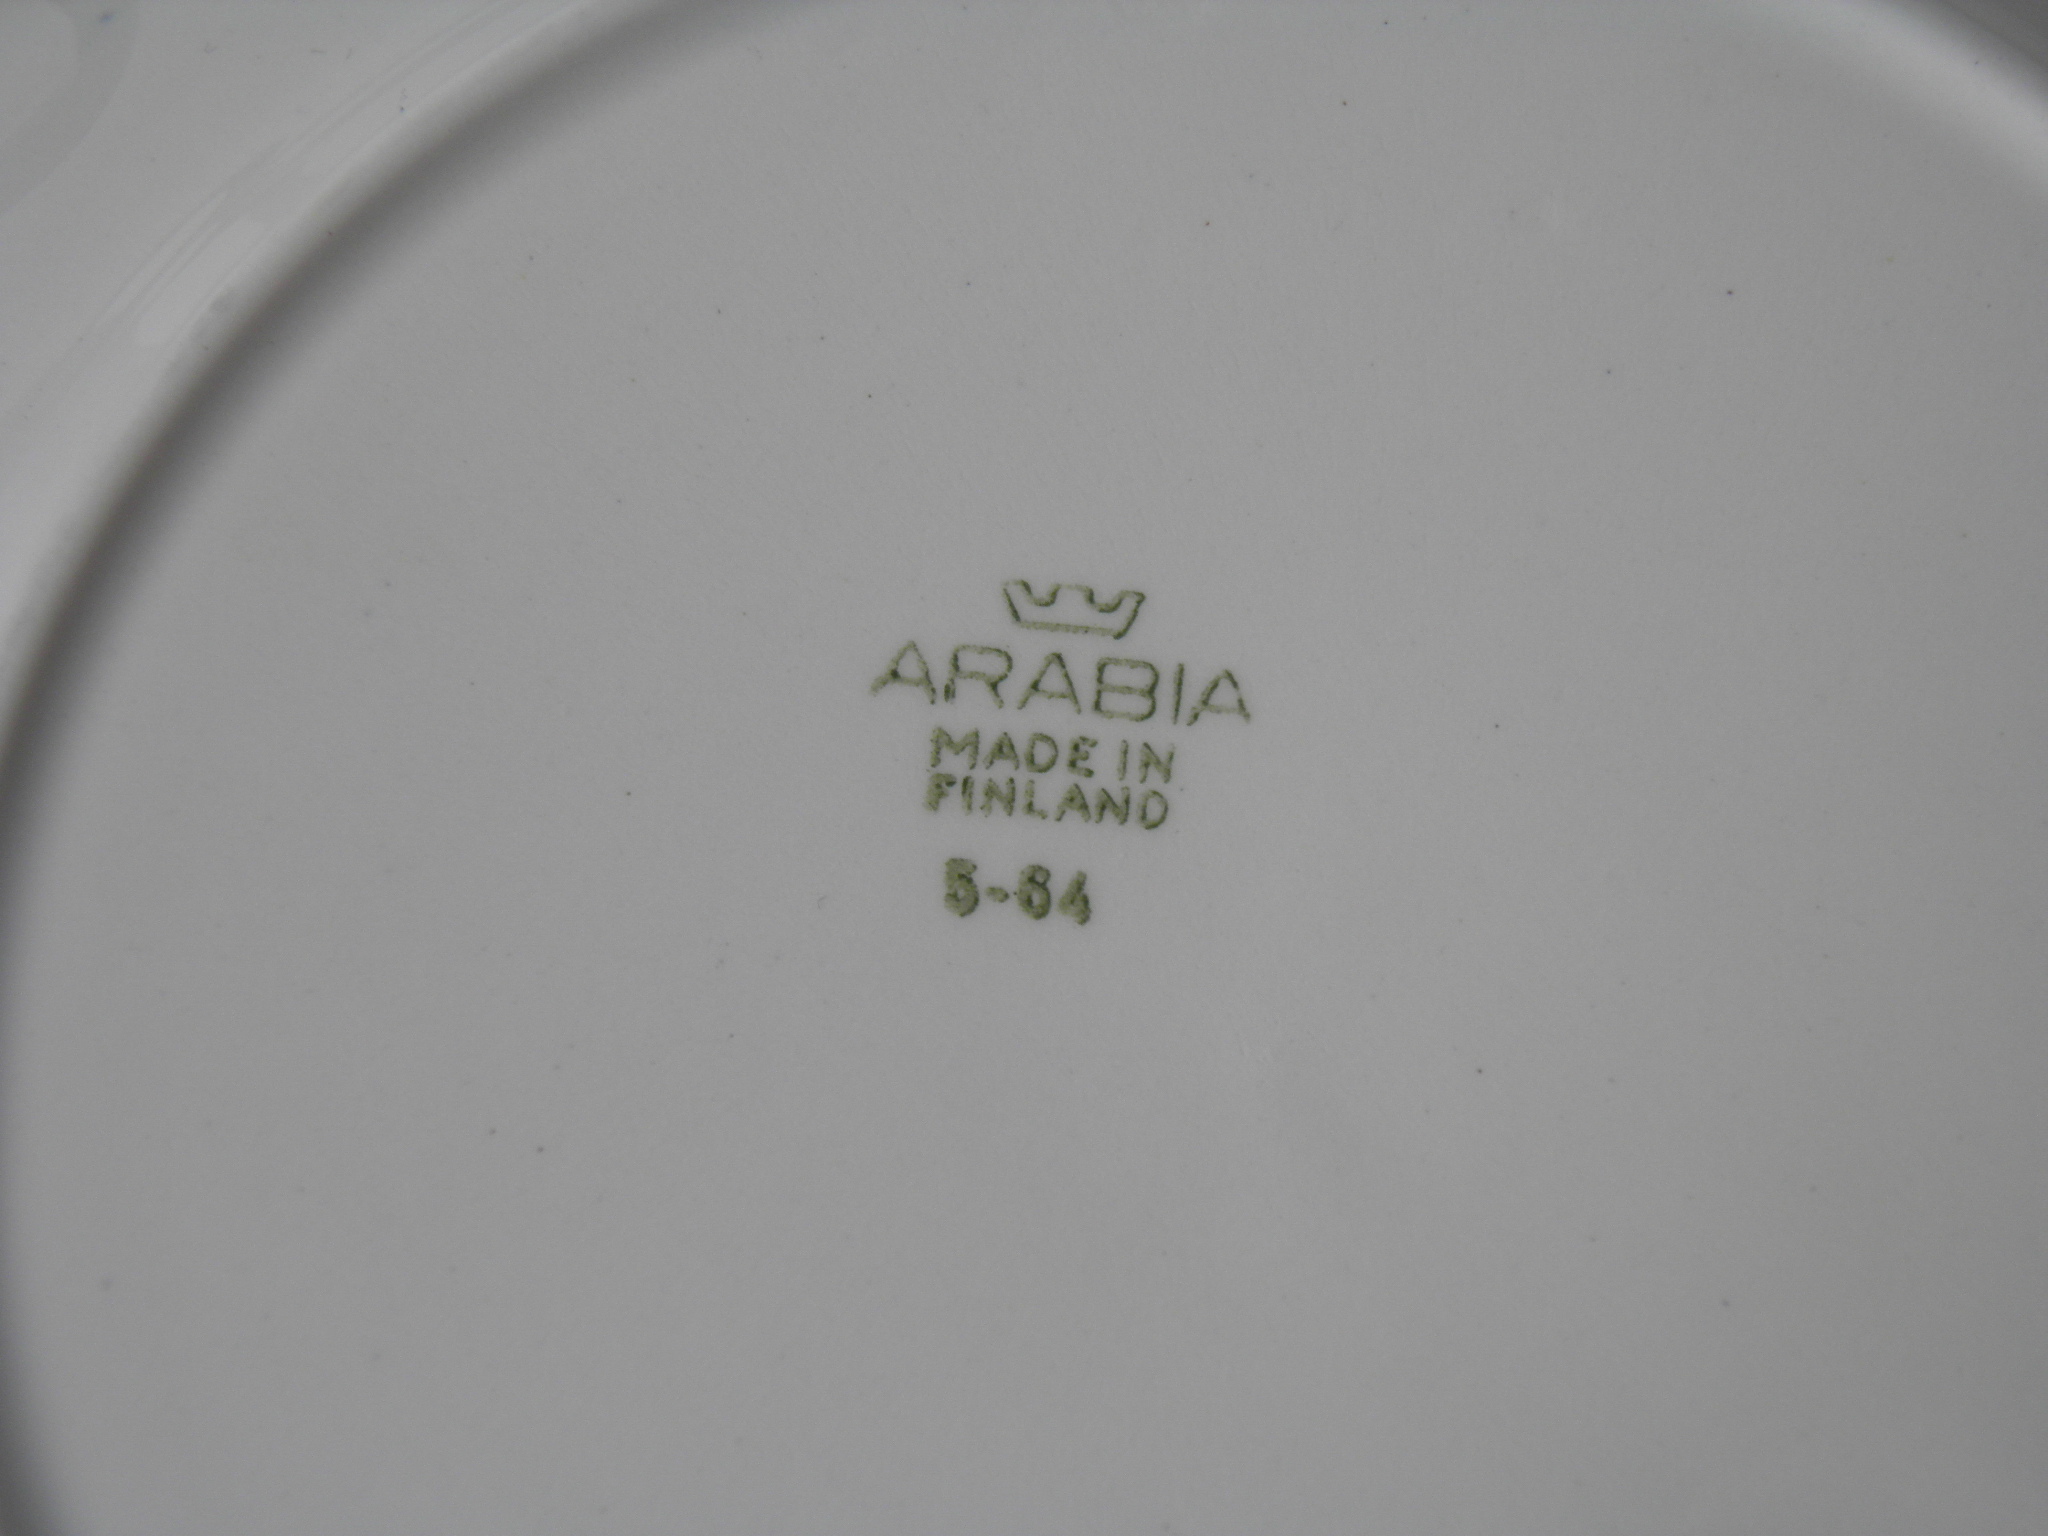 ARABIA
MADE IN
FINLAND
5-64